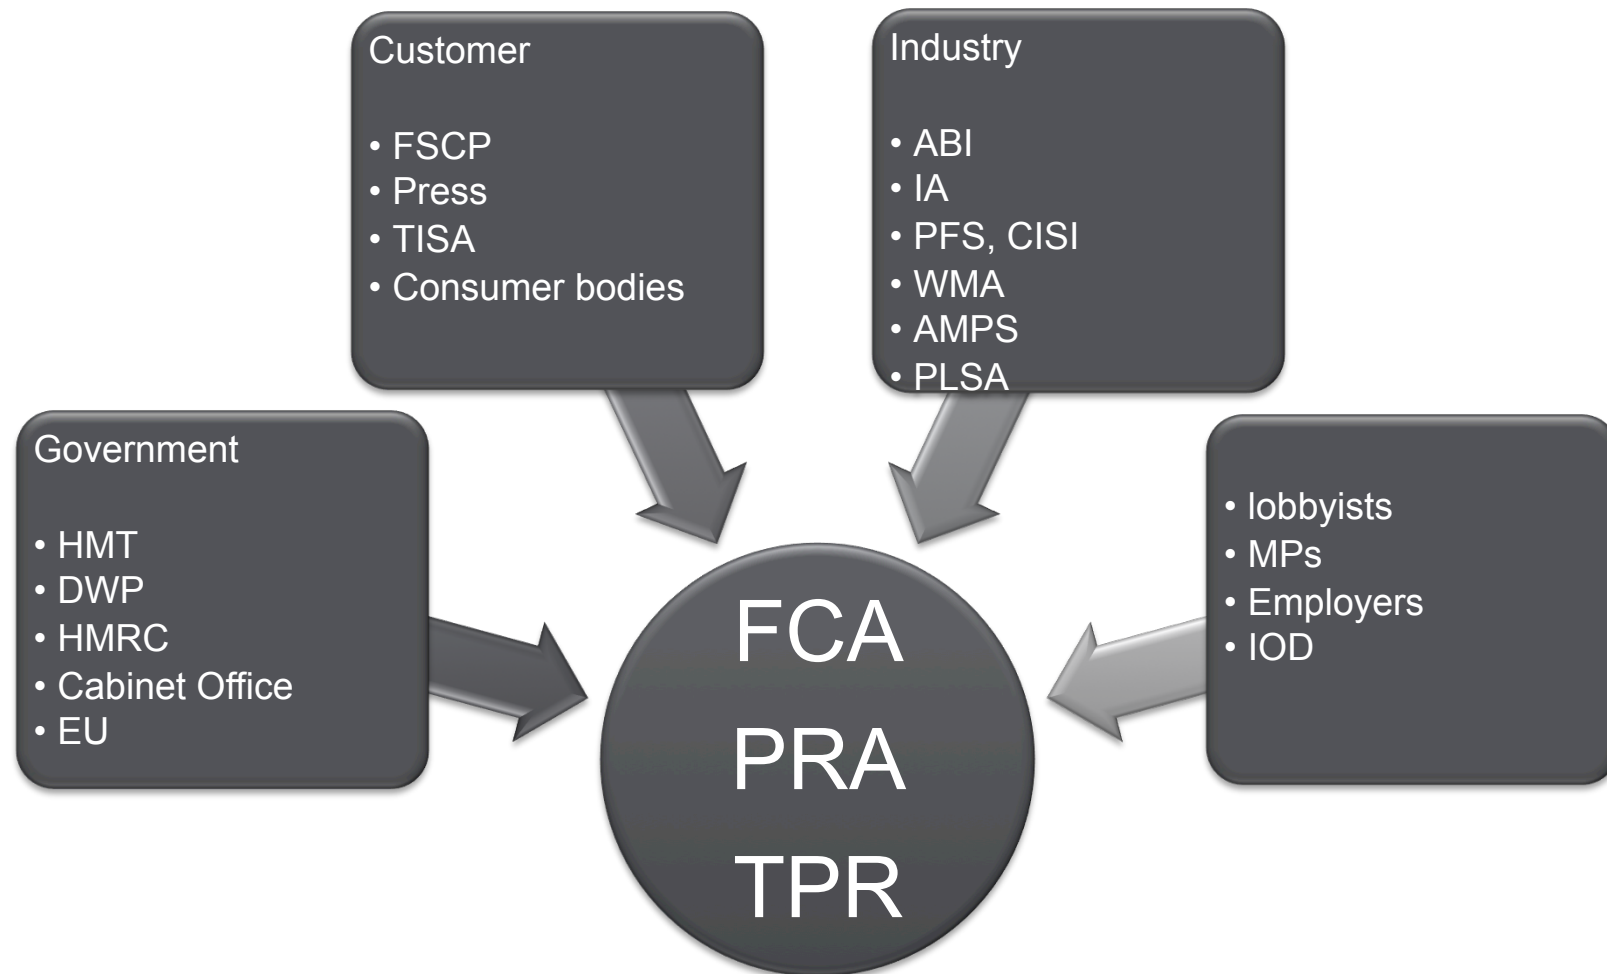 Customer
• FSCP
• Press
• TISA
• Consumer bodies
Industry
• ABI
• IA
• PFS, CISI
• WMA
• AMPS
• PLSA
Government
• HMT
• DWP
• HMRC
• Cabinet Office
• EU
• lobbyists
• MPs
• Employers
• IOD
FCA
PRA
TPR